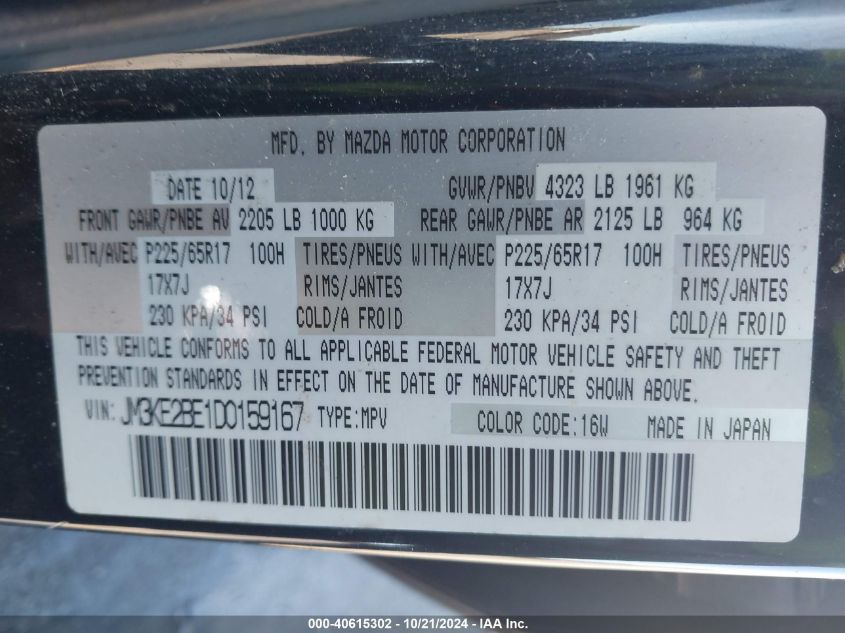 MFD. BY MAZDA MOTOR CORPORATION
DATE 10/12 GVWR/PNBV 4323 LB 1961 KG
FRONT GAWR/PNBE AV 2205 LB 1000 KG REAR GAWR/PNBE AR 2125 LB 964 KG
WITH/AVEC P225/65R17 100H TIRES/PNEUS WITH/AVEC P225/65R17 100H TIRES/PNEUS
17X7J RIMS/JANTES 17X7J RIMS/JANTES
230 KPA/34 PSI COLD/A FROID 230 KPA/34 PSI COLD/A FROID
THIS VEHICLE CONFORMS TO ALL APPLICABLE FEDERAL MOTOR VEHICLE SAFETY AND THEFT
PREVENTION STANDARDS IN EFFECT ON THE DATE OF MANUFACTURE SHOWN ABOVE.
VIN: JM3KE2BE1D0159167 TYPE:MPV COLOR CODE:16W MADE IN JAPAN
000-40615302 - 10/21/2024 - IAA Inc.